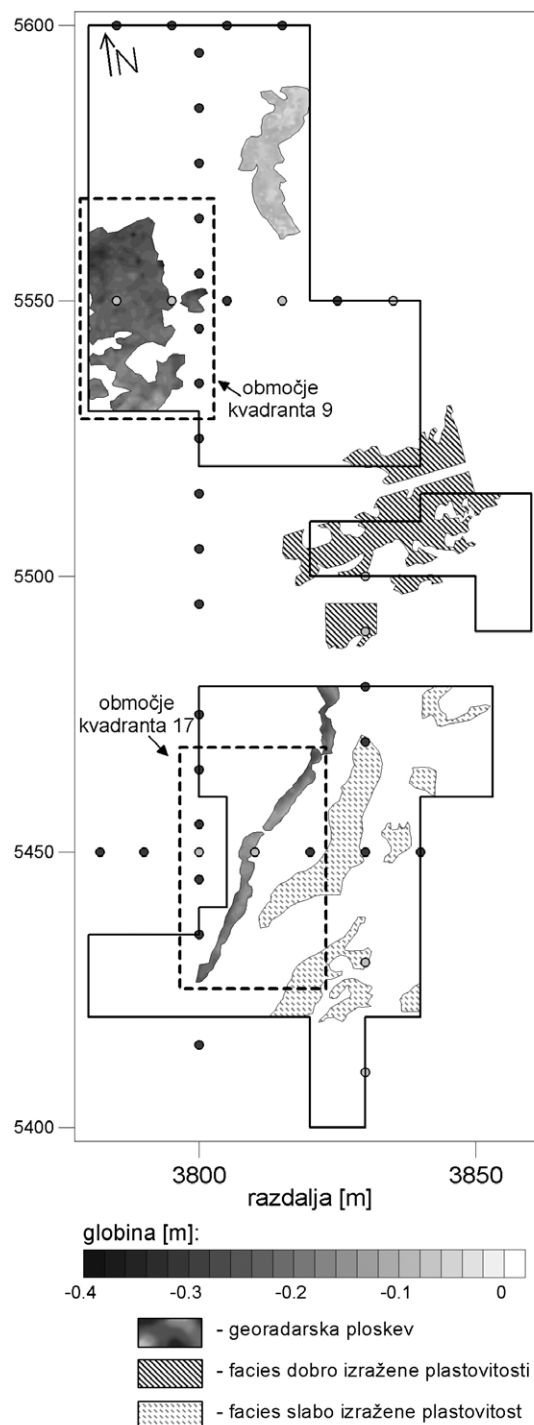 5600
N
5550
območje
kvadranta 9
5500
območje
kvadranta 17
5450
5400
3800
3850
razdalja [m]
globina [m]:
-0.4
-0.3
-0.2
-0.1
0
- georadarska ploskev
- facies dobro izražene plastovitosti
- facies slabo izražene plastovitost